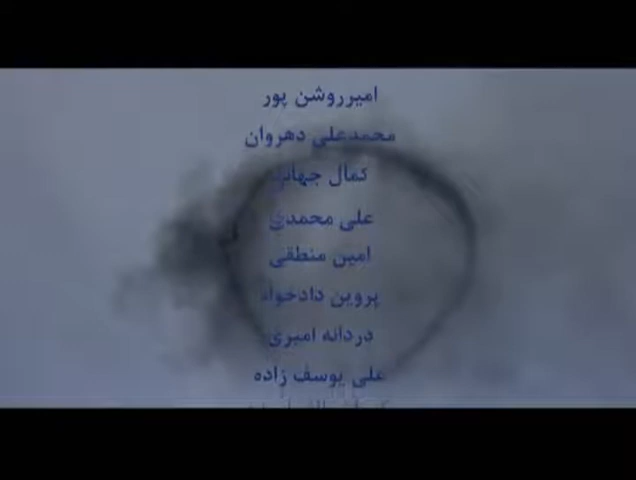 امیرروشن پور
محمدعلی دهروان
کمال جهانی
علی محمدی
امین منطقی
پروین دادخواه
دردانه امیری
علی یوسف زاده